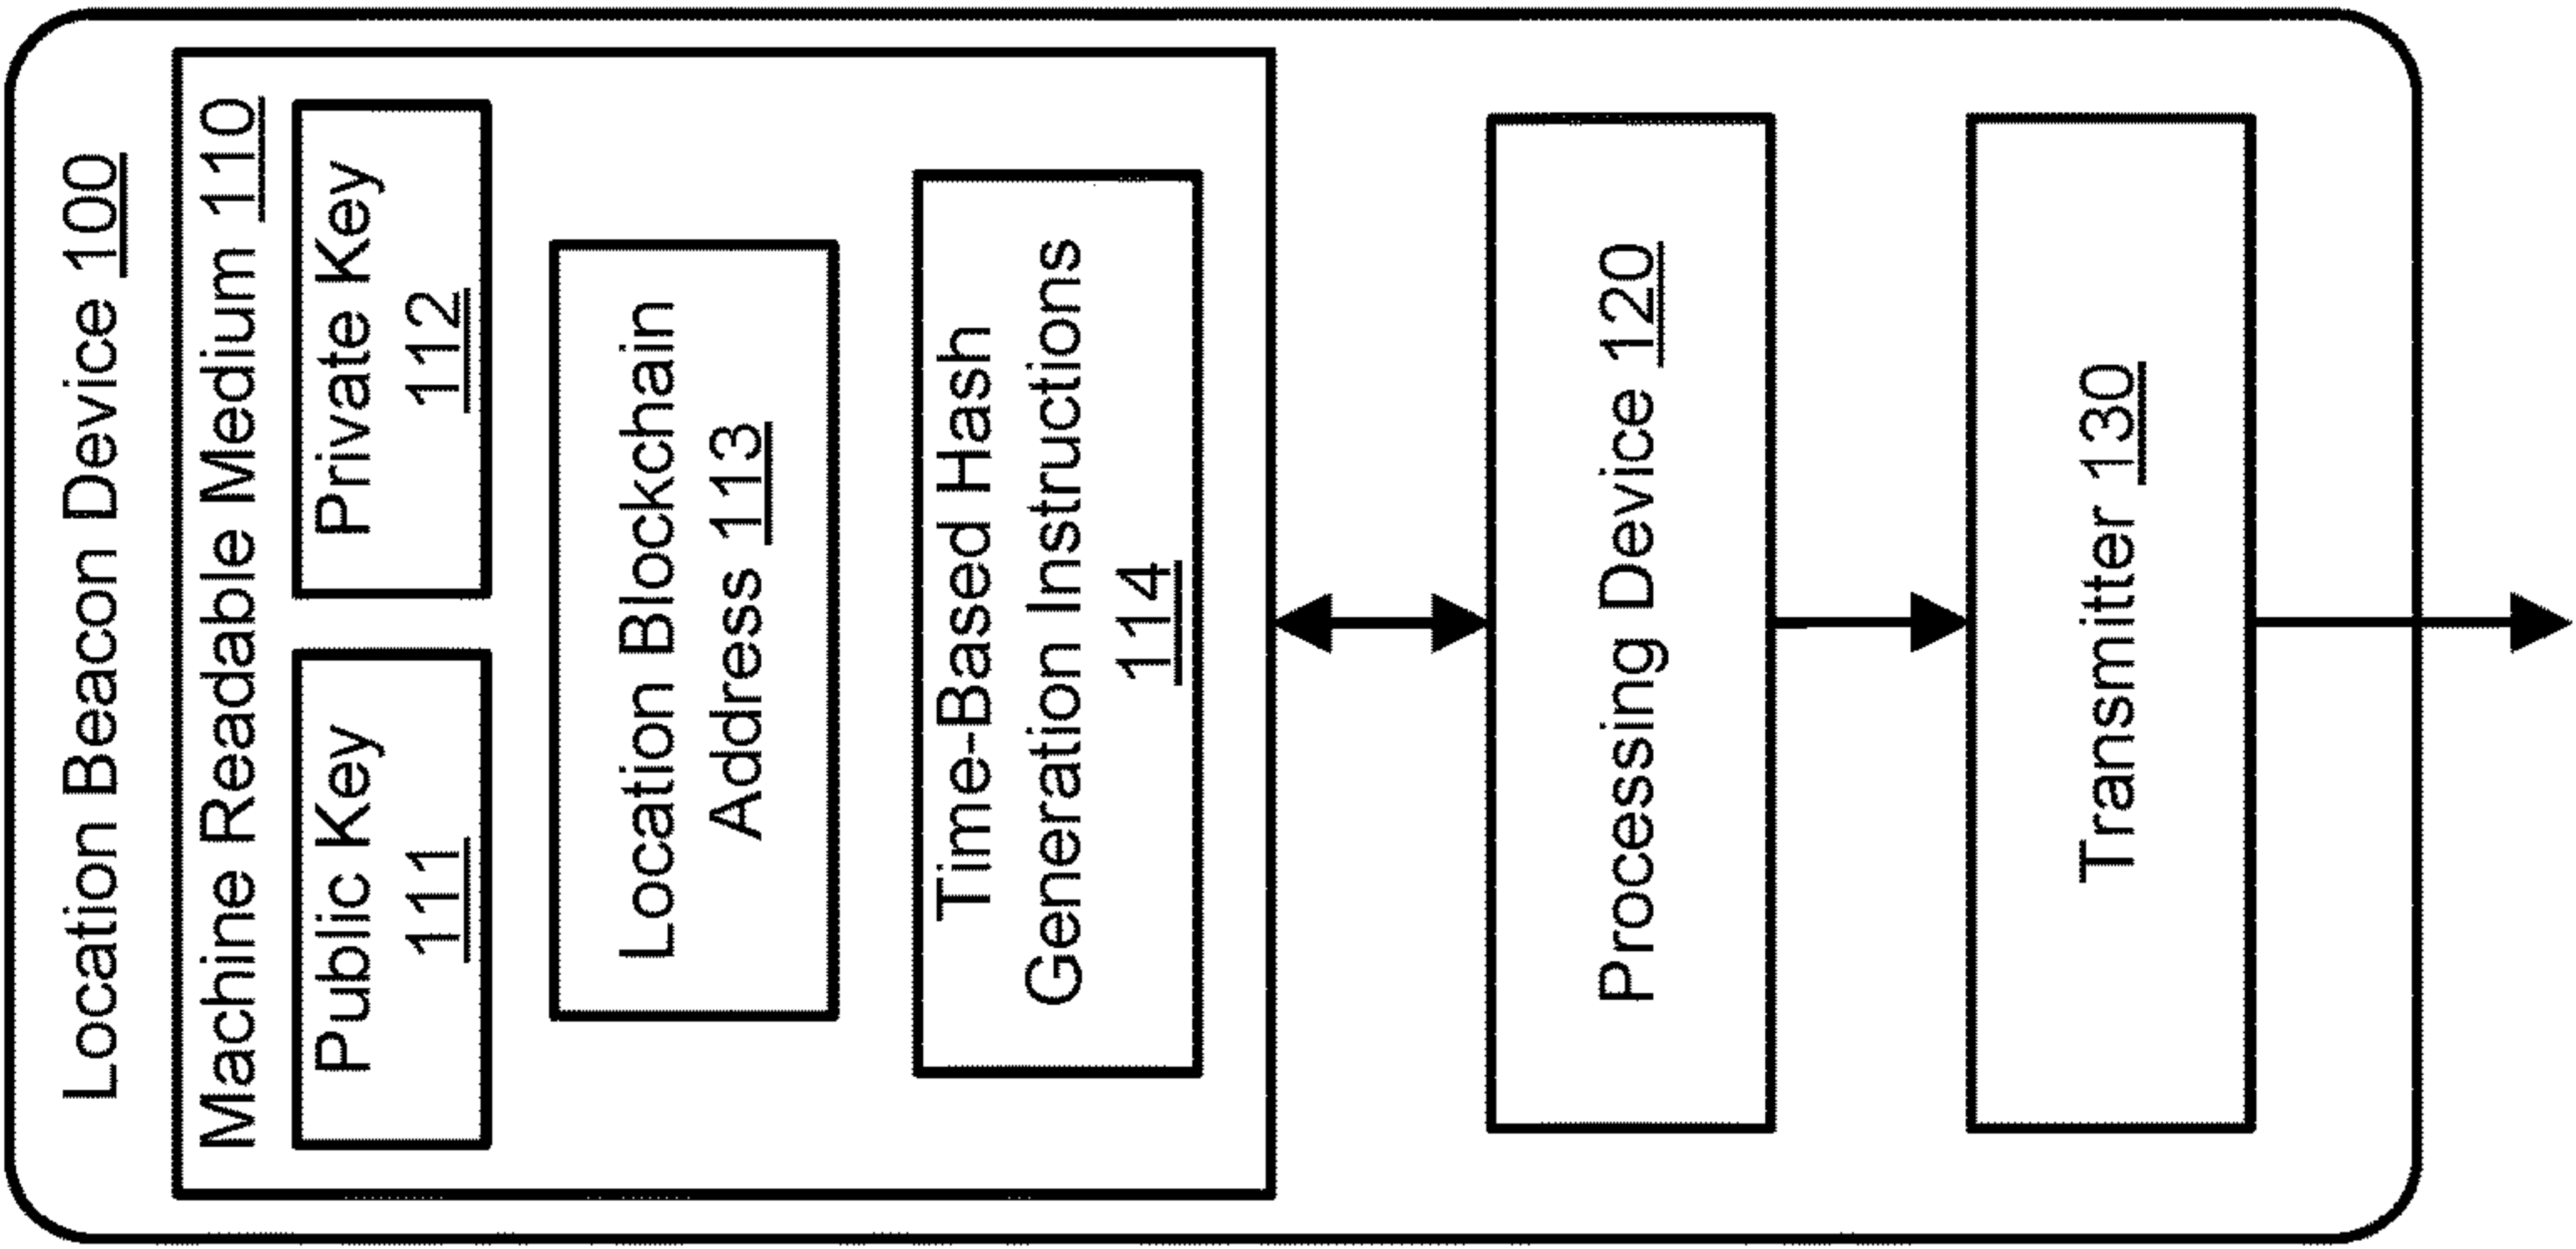 Location Beacon Device 100
Machine Readable Medium 110
Public Key
111
Private Key
112
Location Blockchain
Address 113
Time-Based Hash
Generation Instructions
114
Processing Device 120
Transmitter 130